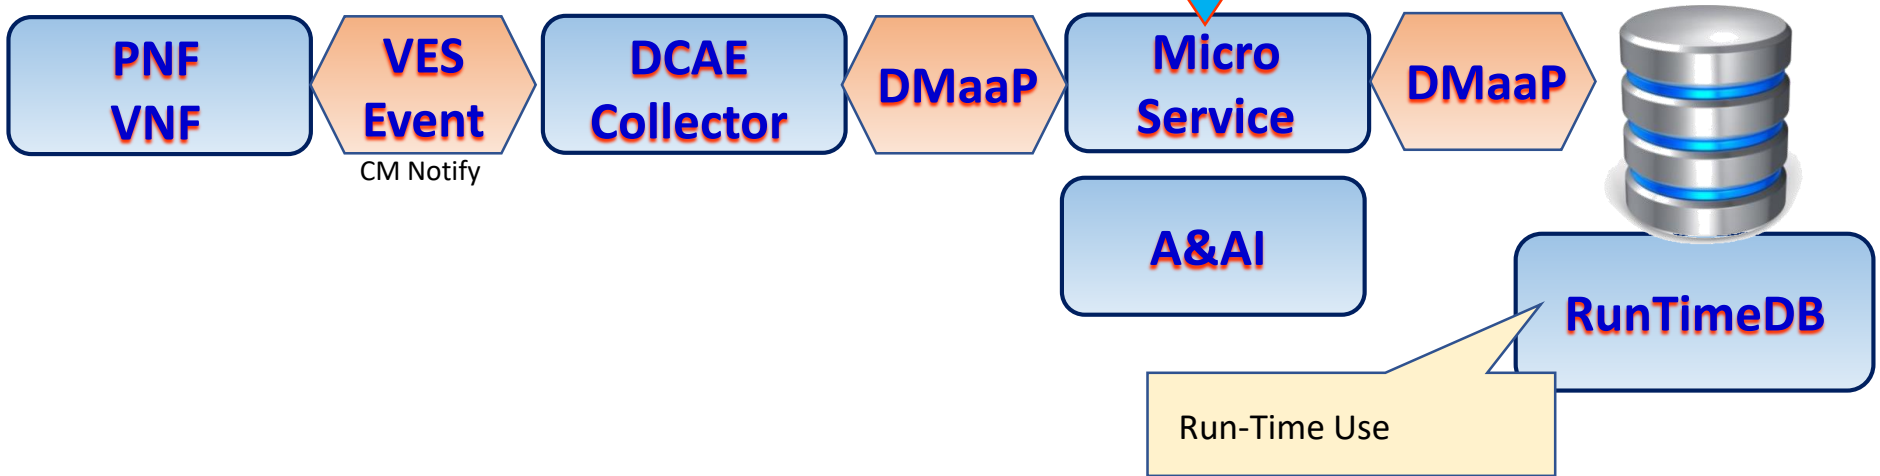 PNF
VNF
VES
Event
CM Notify
DCAE
Collector
DMaaP
Micro
Service
DMaaP
A&AI
RunTimeDB
Run-Time Use